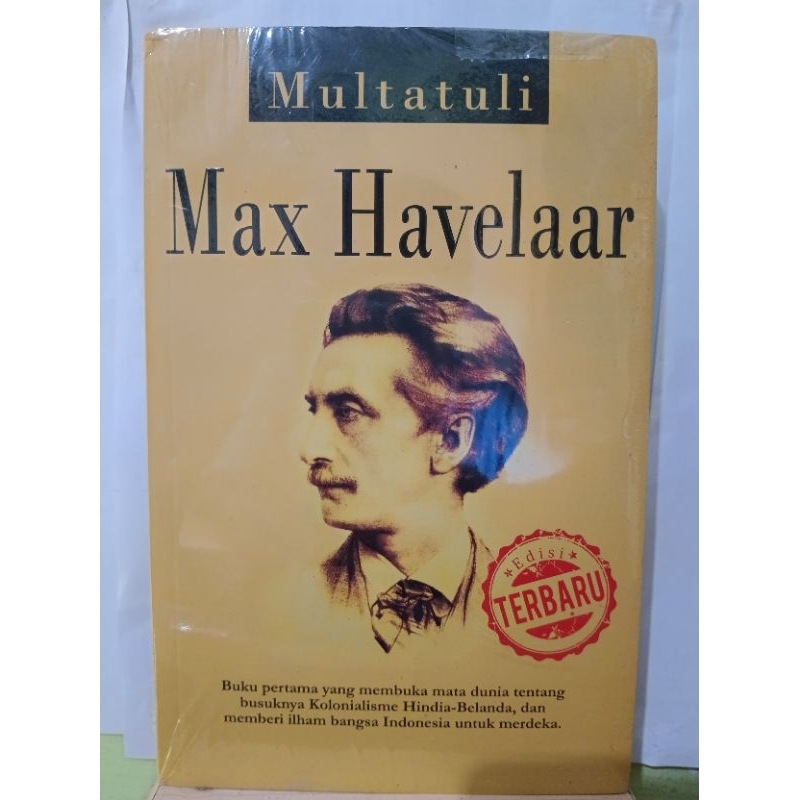 Multatuli
Max Havelaar
Edisi
TERBARU
Buku pertama yang membuka mata dunia tentang
busuknya Kolonialisme Hindia-Belanda, dan
memberi ilham bangsa Indonesia untuk merdeka.